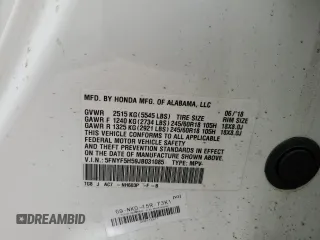 MFD. BY HONDA MFG. OF ALABAMA, LLC 06/18
GVWR 2515 KG (5545 LBS) TIRE SIZE RIM SIZE
GAWR F 1240 KG (2734 LBS) 245/60R18 105H 18X8.0J
GAWR R 1325 KG (2921 LBS) 245/60R18 105H 18X8.0J
THIS VEHICLE CONFORMS TO ALL APPLICABLE
FEDERAL MOTOR VEHICLE SAFETY AND
THEFT PREVENTION STANDARDS IN EFFECT ON
THE DATE OF MANUFACTURE SHOWN ABOVE.
V.I.N: TYPE: MPV
ACT NH883P
DRIVERHISTORY